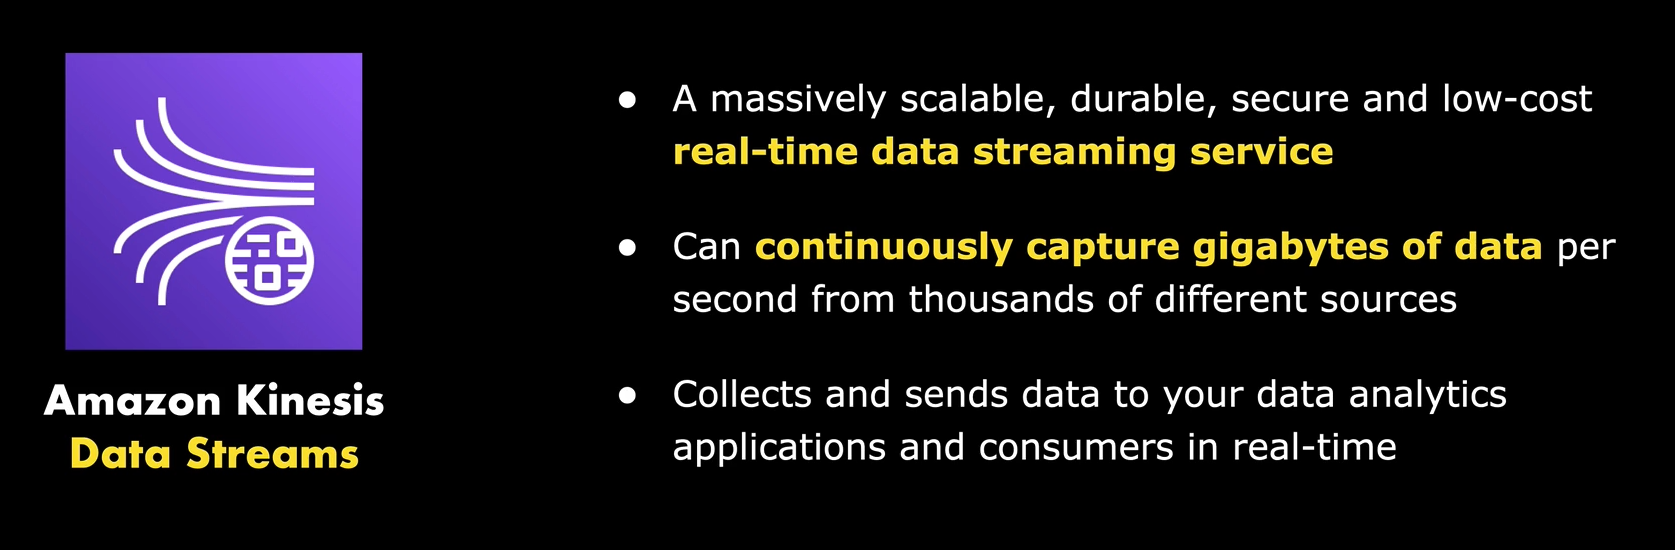 Amazon Kinesis
Data Streams
● A massively scalable, durable, secure and low-cost
real-time data streaming service
● Can continuously capture gigabytes of data per
second from thousands of different sources
● Collects and sends data to your data analytics
applications and consumers in real-time